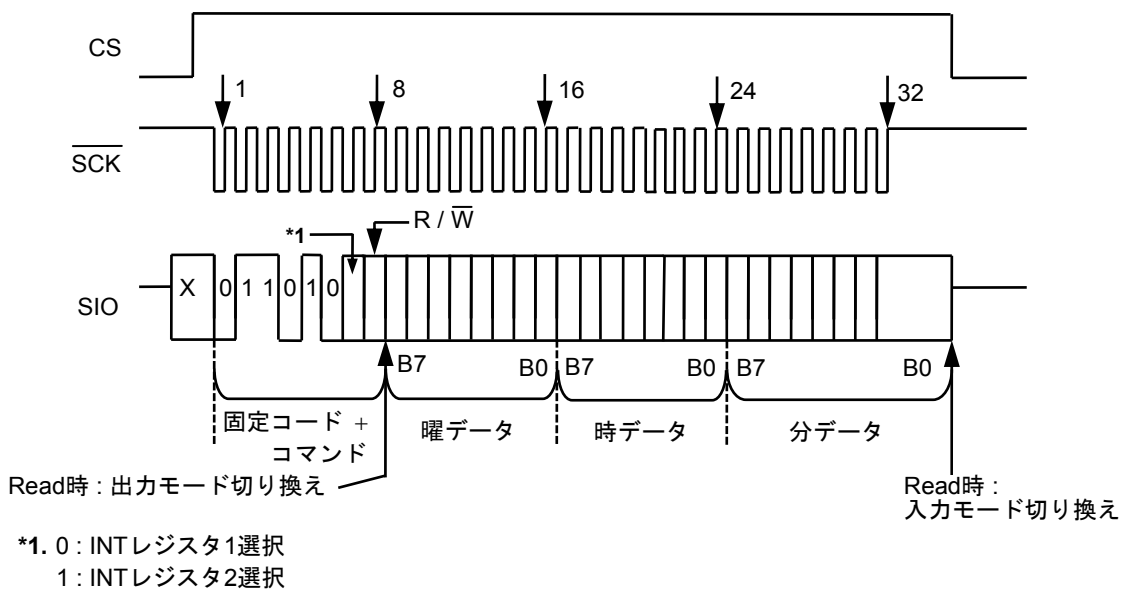 CS
1 8 16 24 32
SCK
*1 R / W
SIO
X 0 1 1 0 1 0
B7 B0 B7 B0 B7 B0
固定コード +
コマンド
曜データ 時データ 分データ
Read時 : 出力モード切り換え
Read時 :
入力モード切り換え
*1. 0 : INTレジスタ1選択
1 : INTレジスタ2選択